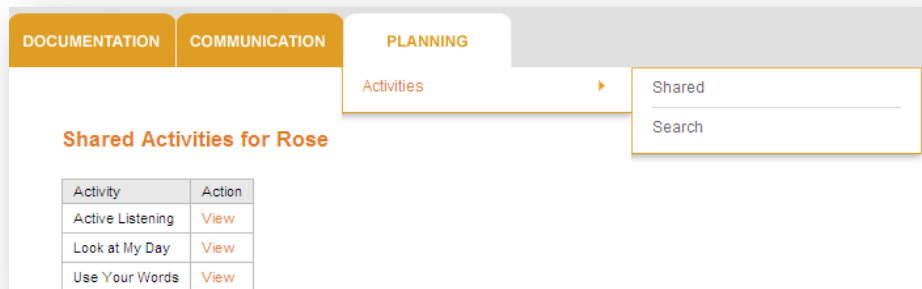 DOCUMENTATION COMMUNICATION PLANNING
Activities Shared
Search
Shared Activities for Rose
Activity Action
Active Listening View
Look at My Day View
Use Your Words View